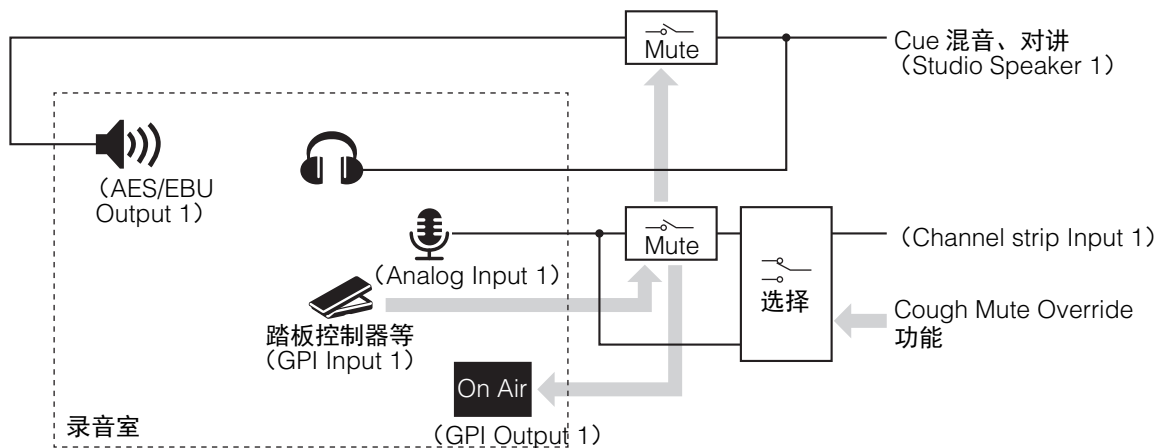 Mute
Cue 混音、对讲
（Studio Speaker 1）
（AES/EBU
Output 1）
Mute
（Channel strip Input 1）
（Analog Input 1）
选择
Cough Mute Override
功能
踏板控制器等
（GPI Input 1）
On Air
录音室
（GPI Output 1）